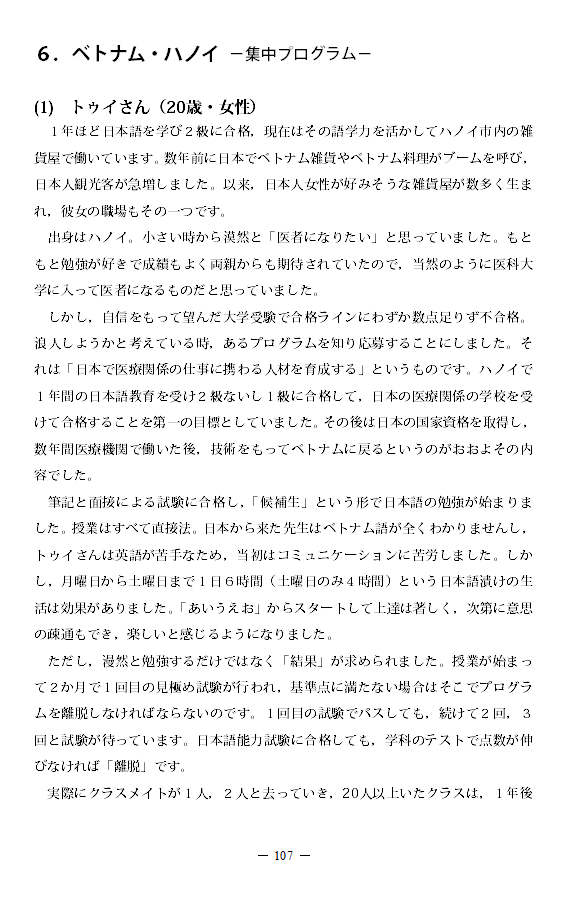 6．ベトナム・ハノイ －集中プログラム－
(1)　トゥイさん（20歳・女性）
１年ほど日本語を学び２級に合格，現在はその語学力を活かしてハノイ市内の雑
貨屋で働いています。数年前に日本でベトナム雑貨やベトナム料理がブームを呼び，
日本人観光客が急増しました。以来，日本人女性が好みそうな雑貨屋が数多く生ま
れ，彼女の職場もその一つです。
出身はハノイ。小さい時から漠然と「医者になりたい」と思っていました。もと
もと勉強が好きで成績もよく両親からも期待されていたので，当然のように医科大
学に入って医者になるものだと思っていました。
しかし，自信をもって望んだ大学受験で合格ラインにわずか数点足りず不合格。
浪人しようかと考えている時，あるプログラムを知り応募することにしました。そ
れは「日本で医療関係の仕事に携わる人材を育成する」というものです。ハノイで
１年間の日本語教育を受け２級ないし１級に合格して，日本の医療関係の学校を受
けて合格することを第一の目標としていました。その後は日本の国家資格を取得し，
数年間医療機関で働いた後，技術をもってベトナムに戻るというのがおおよその内
容でした。
筆記と面接による試験に合格し，「候補生」という形で日本語の勉強が始まりま
した。授業はすべて直接法。日本から来た先生はベトナム語が全くわかりませんし，
トゥイさんは英語が苦手なため，当初はコミュニケーションに苦労しました。しか
し，月曜日から土曜日まで１日６時間（土曜日のみ４時間）という日本語漬けの生
活は効果がありました。「あいうえお」からスタートして上達は著しく，次第に意思
の疎通もでき，楽しいと感じるようになりました。
ただし，漫然と勉強するだけではなく「結果」が求められました。授業が始まっ
て２か月で１回目の見極め試験が行われ，基準点に満たない場合はそこでプログラ
ムを離脱しなければならないのです。１回目の試験でパスしても，続けて２回，３
回と試験が待っています。日本語能力試験に合格しても，学科のテストで点数が伸
びなければ「離脱」です。
実際にクラスメイトが１人，２人と去っていき，20人以上いたクラスは，１年後
－ 107 －